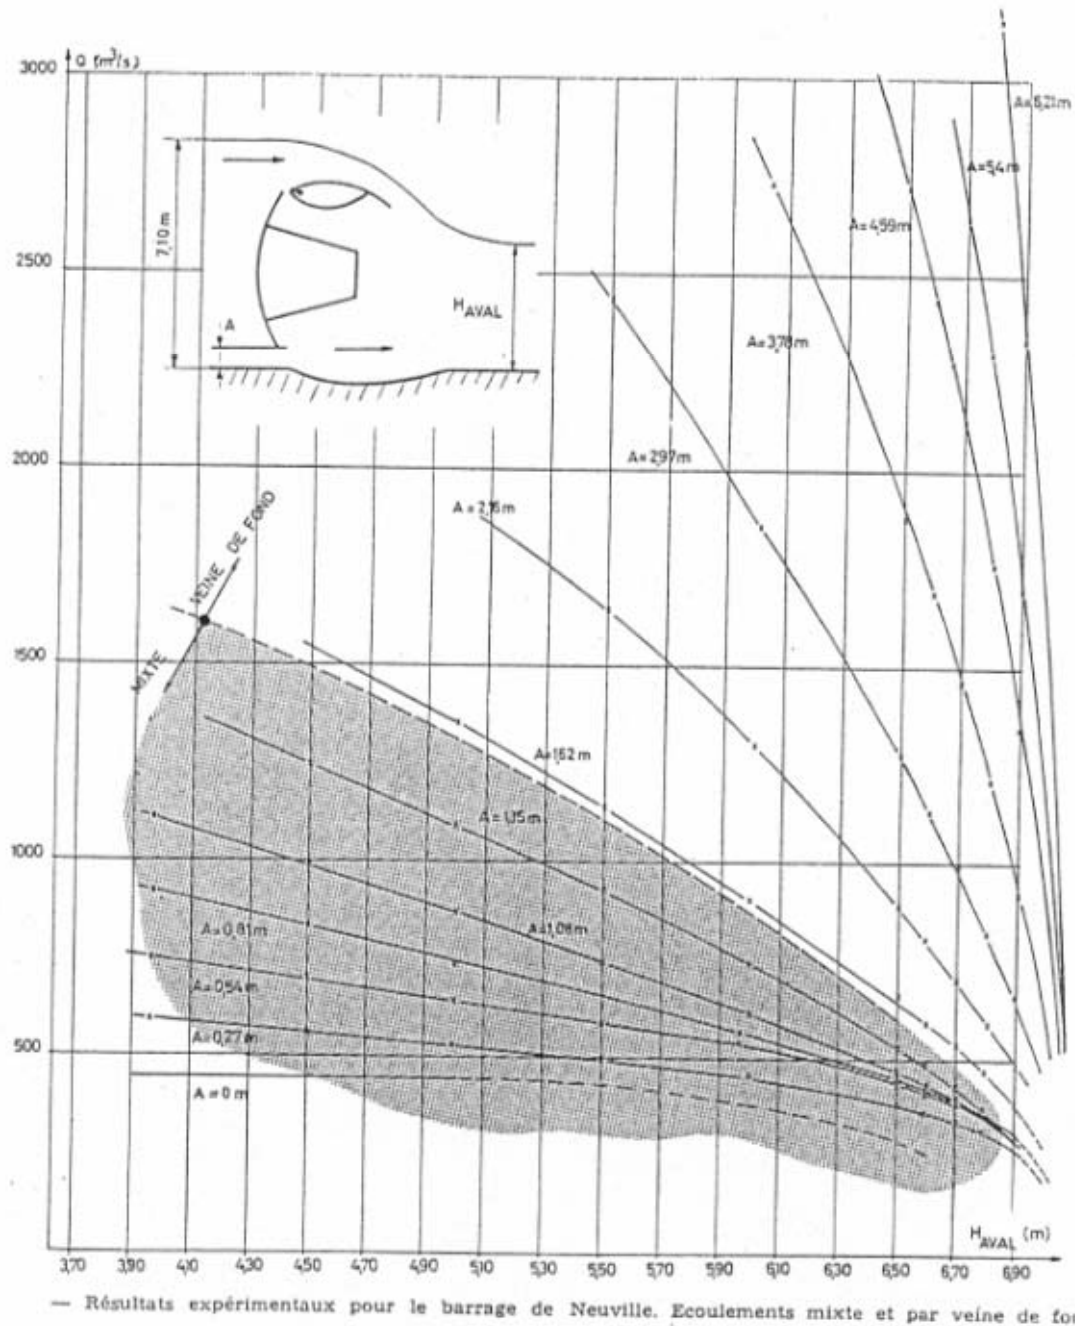 Q (m³/s)
3000
2500
2000
1500
1000
500
7,10 m
A
H AVAL
A=6,21m
A=5,4 m
A=4,59m
A=3,78m
A=2,97m
A = 2,16m
VEINE DE FOND
MIXTE
A=1,62 m
A=1,35m
A=1,08m
A=0,81m
A=0,54m
A=0,27m
A=0m
H AVAL (m)
3,70 3,90 4,10 4,30 4,50 4,70 4,90 5,10 5,30 5,50 5,70 5,90 6,10 6,30 6,50 6,70 6,90
— Résultats expérimentaux pour le barrage de Neuville. Ecoulements mixte et par veine de fo